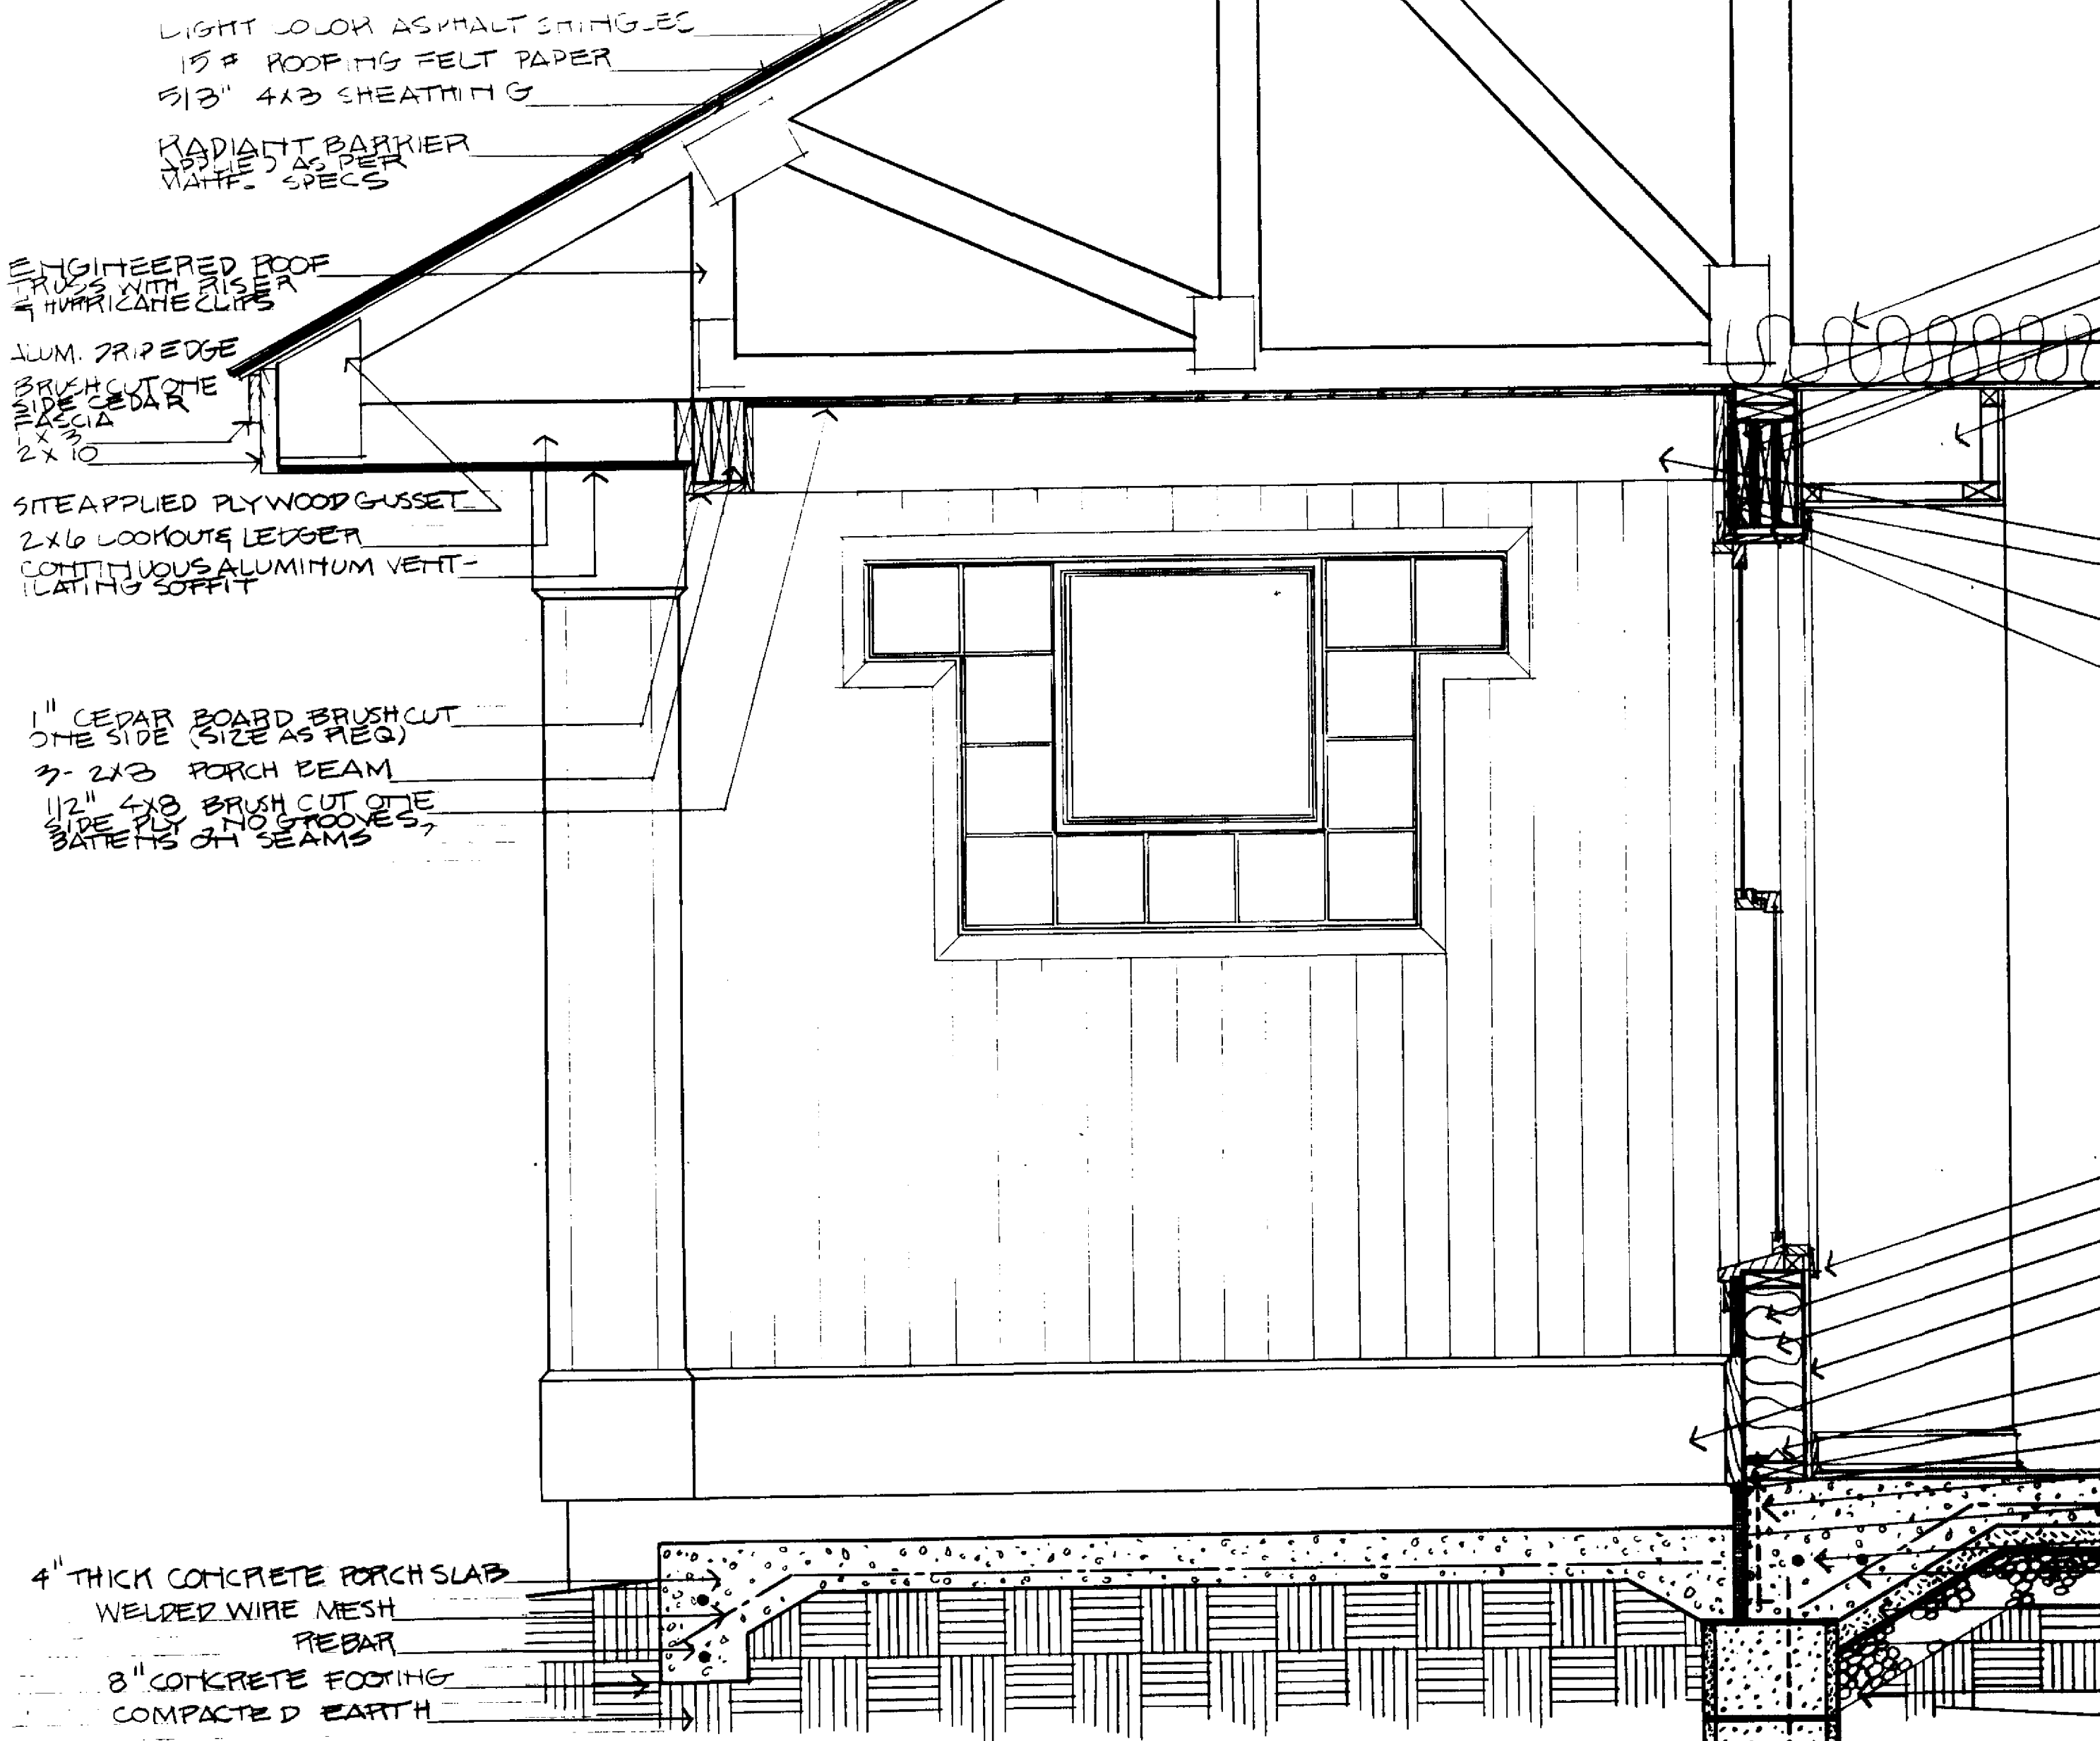 LIGHT COLOR ASPHALT SHINGLES
15# ROOFING FELT PAPER
5/8" 4x8 SHEATHING
RADIANT BARRIER
APPLIED AS PER
MANF. SPECS
ENGINEERED ROOF
TRUSS WITH RISER
& HURRICANE CLIPS
ALUM. DRIP EDGE
BRUSH CUT ONE
SIDE CEDAR
FASCIA
1 x 3
2 x 10
SITE APPLIED PLYWOOD GUSSET
2x6 LOOKOUT & LEDGER
CONTINUOUS ALUMINUM VENT-
ILATING SOFFIT
1" CEDAR BOARD BRUSH CUT
ONE SIDE (SIZE AS REQ)
3- 2x8 PORCH BEAM
1/2" 4x8 BRUSH CUT ONE
SIDE PLY NO GROOVES,
BATTENS ON SEAMS
4" THICK CONCRETE PORCH SLAB
WELDED WIRE MESH
REBAR
8" CONCRETE FOOTING
COMPACTED EARTH